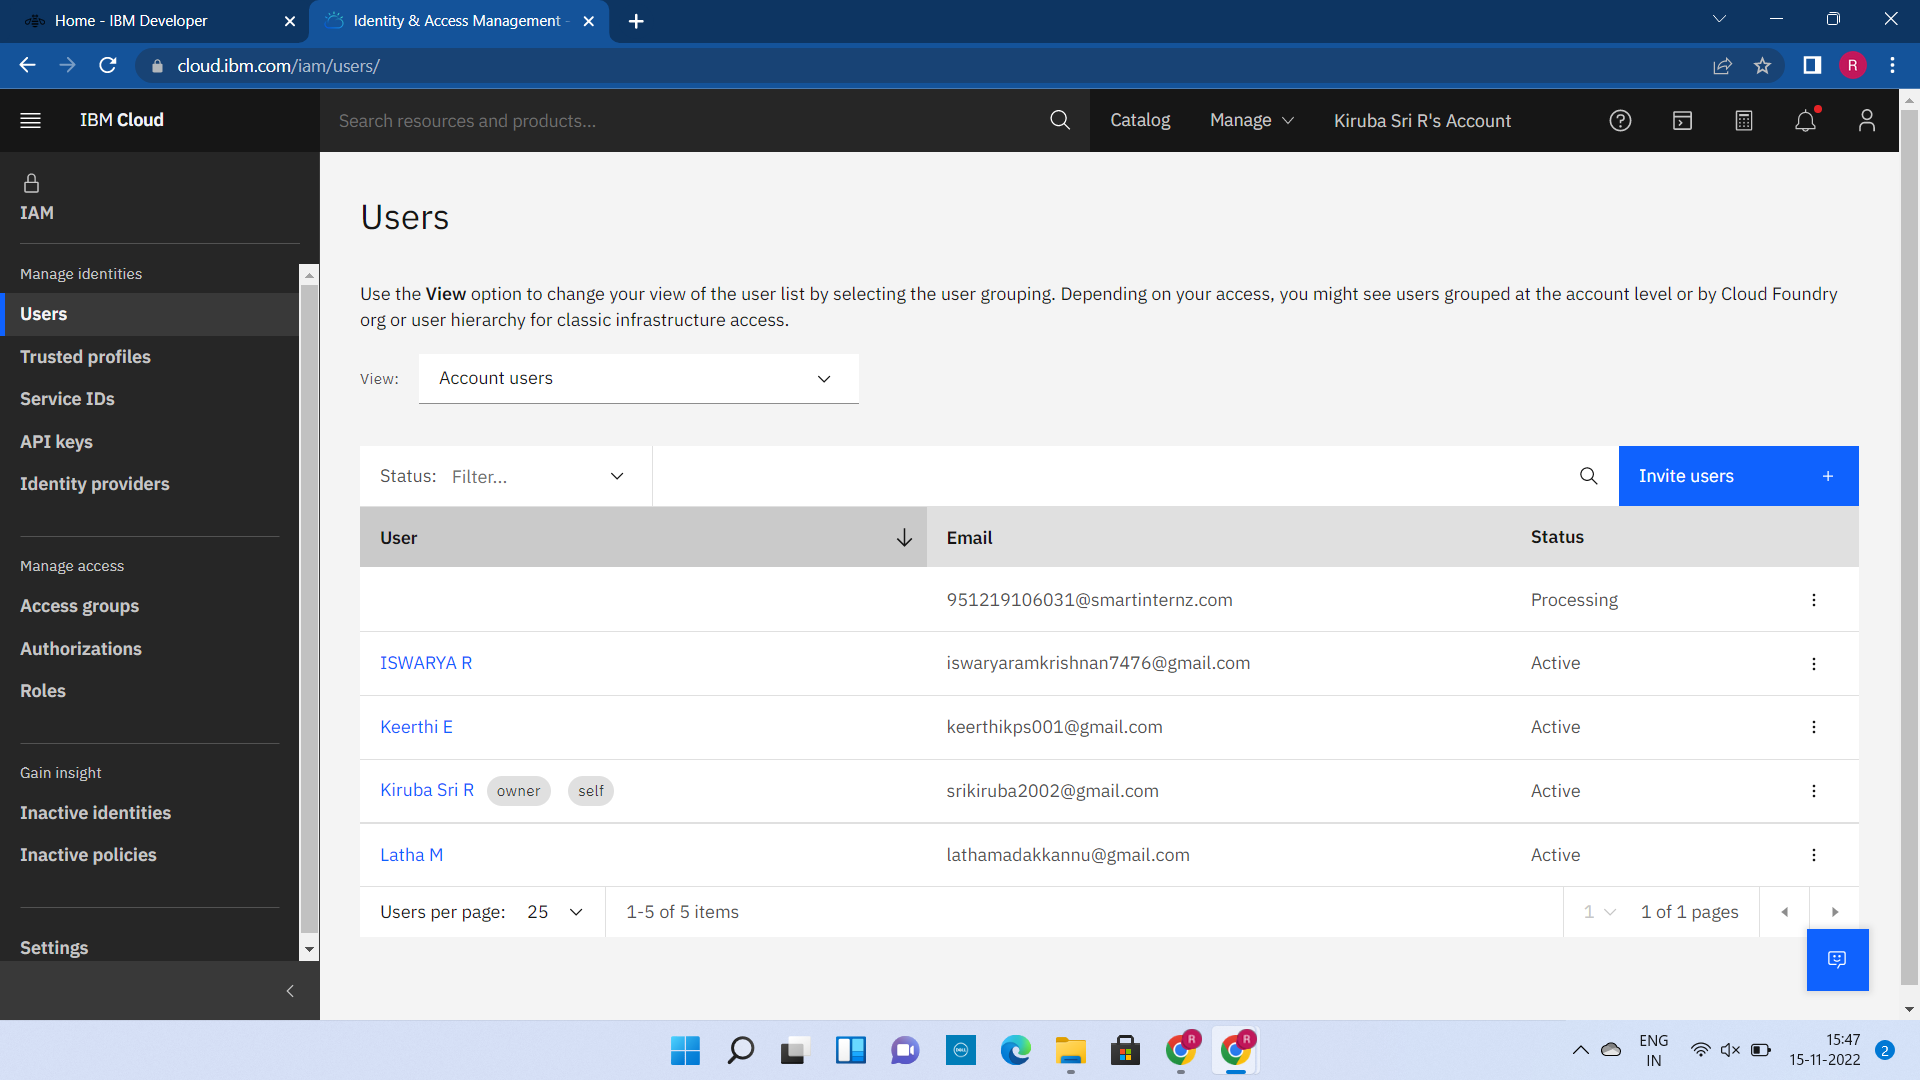 Home - IBM Developer
Identity & Access Management -
cloud.ibm.com/iam/users/
R
IBM Cloud
Search resources and products...
Catalog
Manage
Kiruba Sri R's Account
IAM
Manage identities
Users
Trusted profiles
Service IDs
API keys
Identity providers
Manage access
Access groups
Authorizations
Roles
Gain insight
Inactive identities
Inactive policies
Settings
Users
Use the View option to change your view of the user list by selecting the user grouping. Depending on your access, you might see users grouped at the account level or by Cloud Foundry
org or user hierarchy for classic infrastructure access.
View: Account users
Status: Filter...
Invite users +
User Email Status
951219106031@smartinternz.com Processing
ISWARYA R iswaryaramkrishnan7476@gmail.com Active
Keerthi E keerthikps001@gmail.com Active
Kiruba Sri R owner self srikiruba2002@gmail.com Active
Latha M lathamadakkannu@gmail.com Active
Users per page: 25 1-5 of 5 items 1 1 of 1 pages
DELL
R
R
ENG
IN
15:47
15-11-2022
2